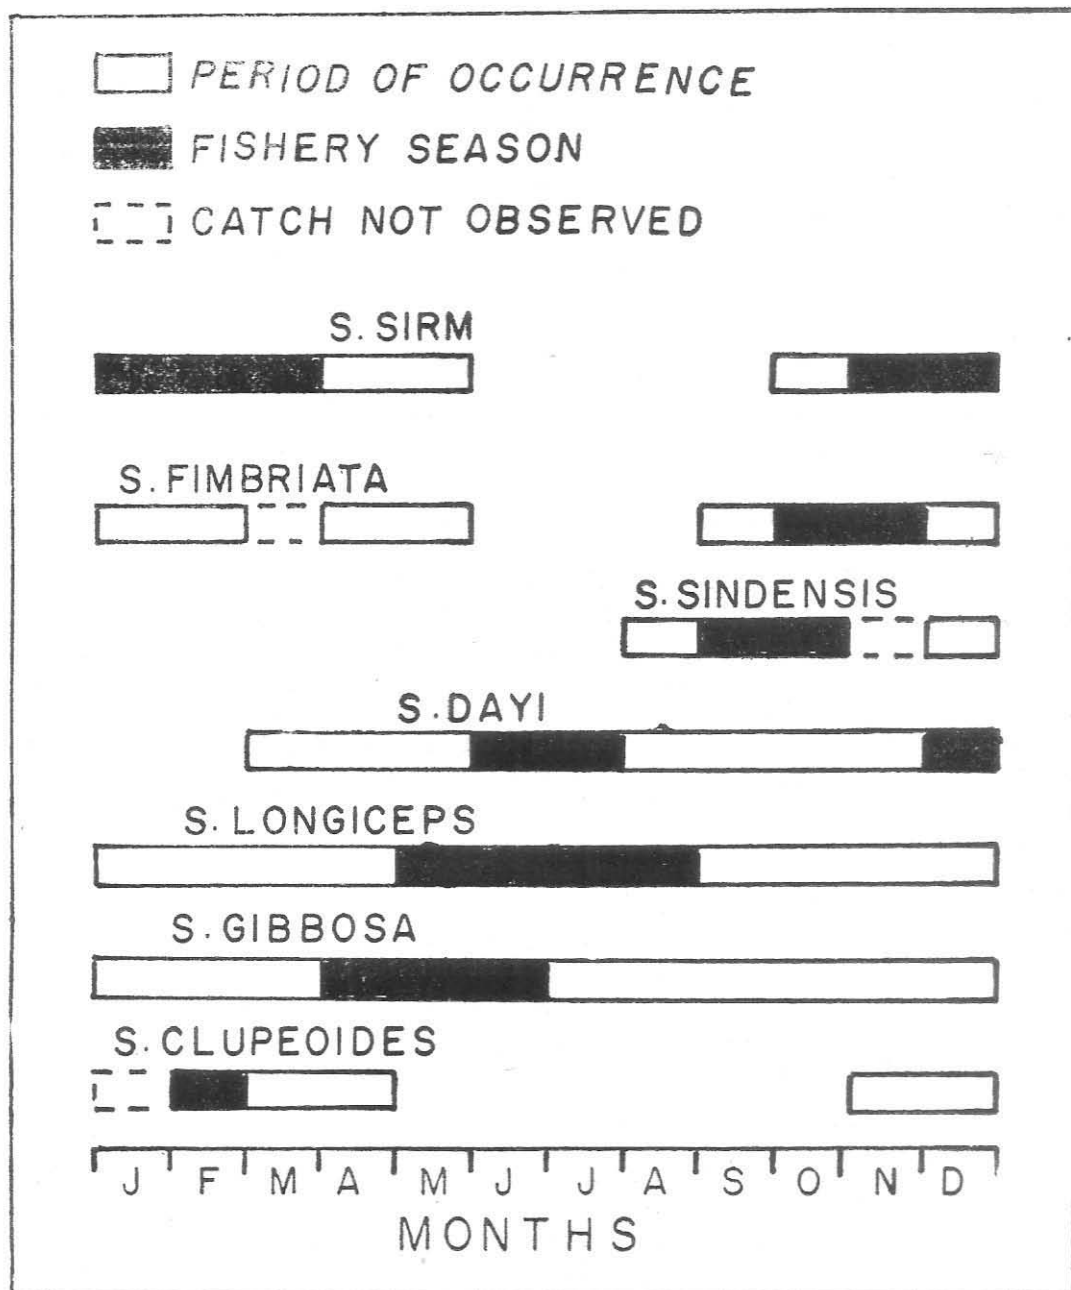 PERIOD OF OCCURRENCE
FISHERY SEASON
CATCH NOT OBSERVED
S. SIRM
S. FIMBRIATA
S. SINDENSIS
S. DAYI
S. LONGICEPS
S. GIBBOSA
S. CLUPEOIDES
J F M A M J J A S O N D
MONTHS